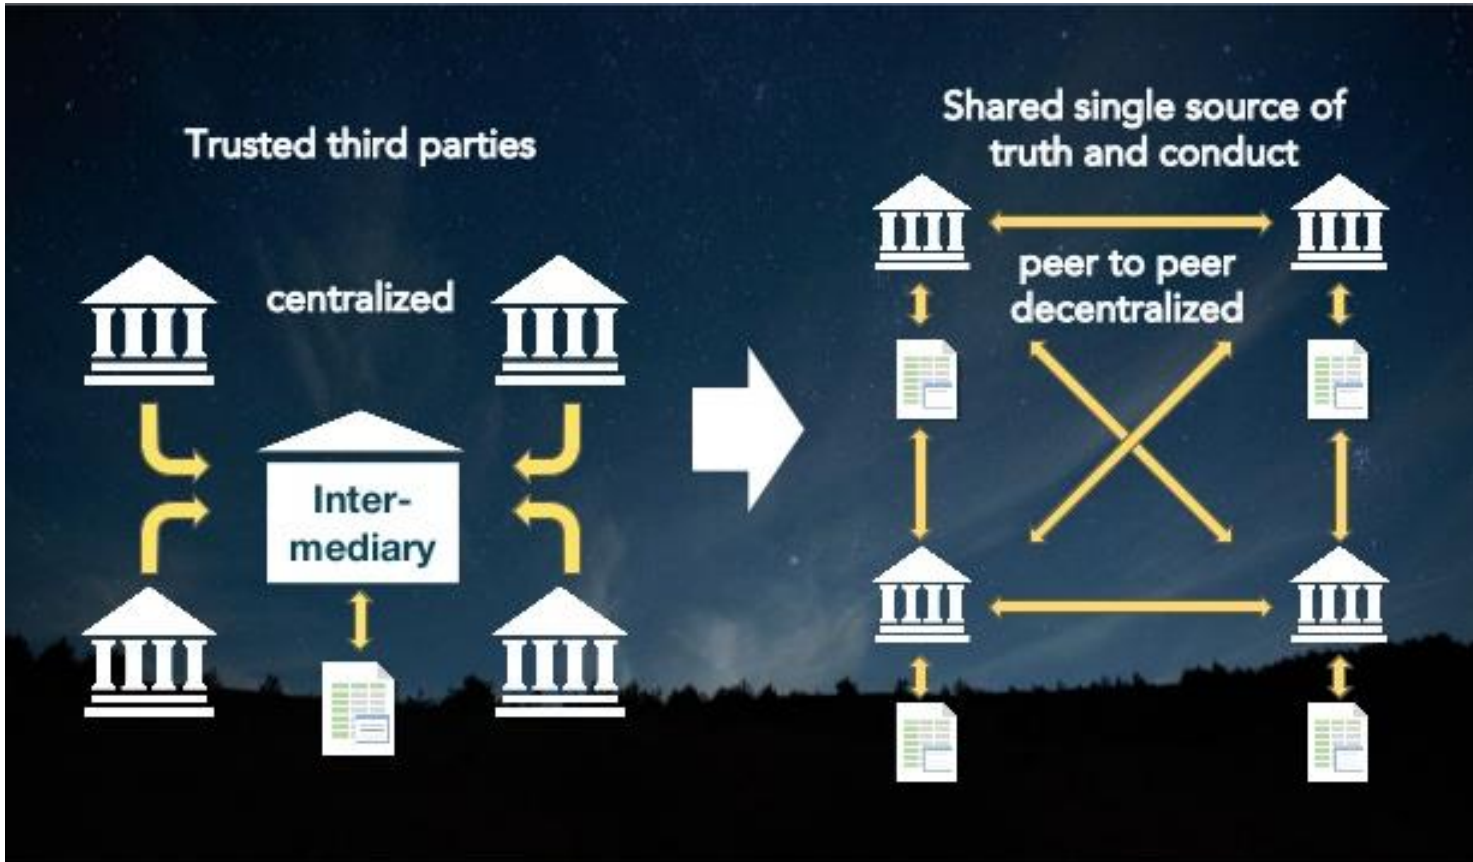 Trusted third parties
centralized
Inter-
mediary
Shared single source of
truth and conduct
peer to peer
decentralized